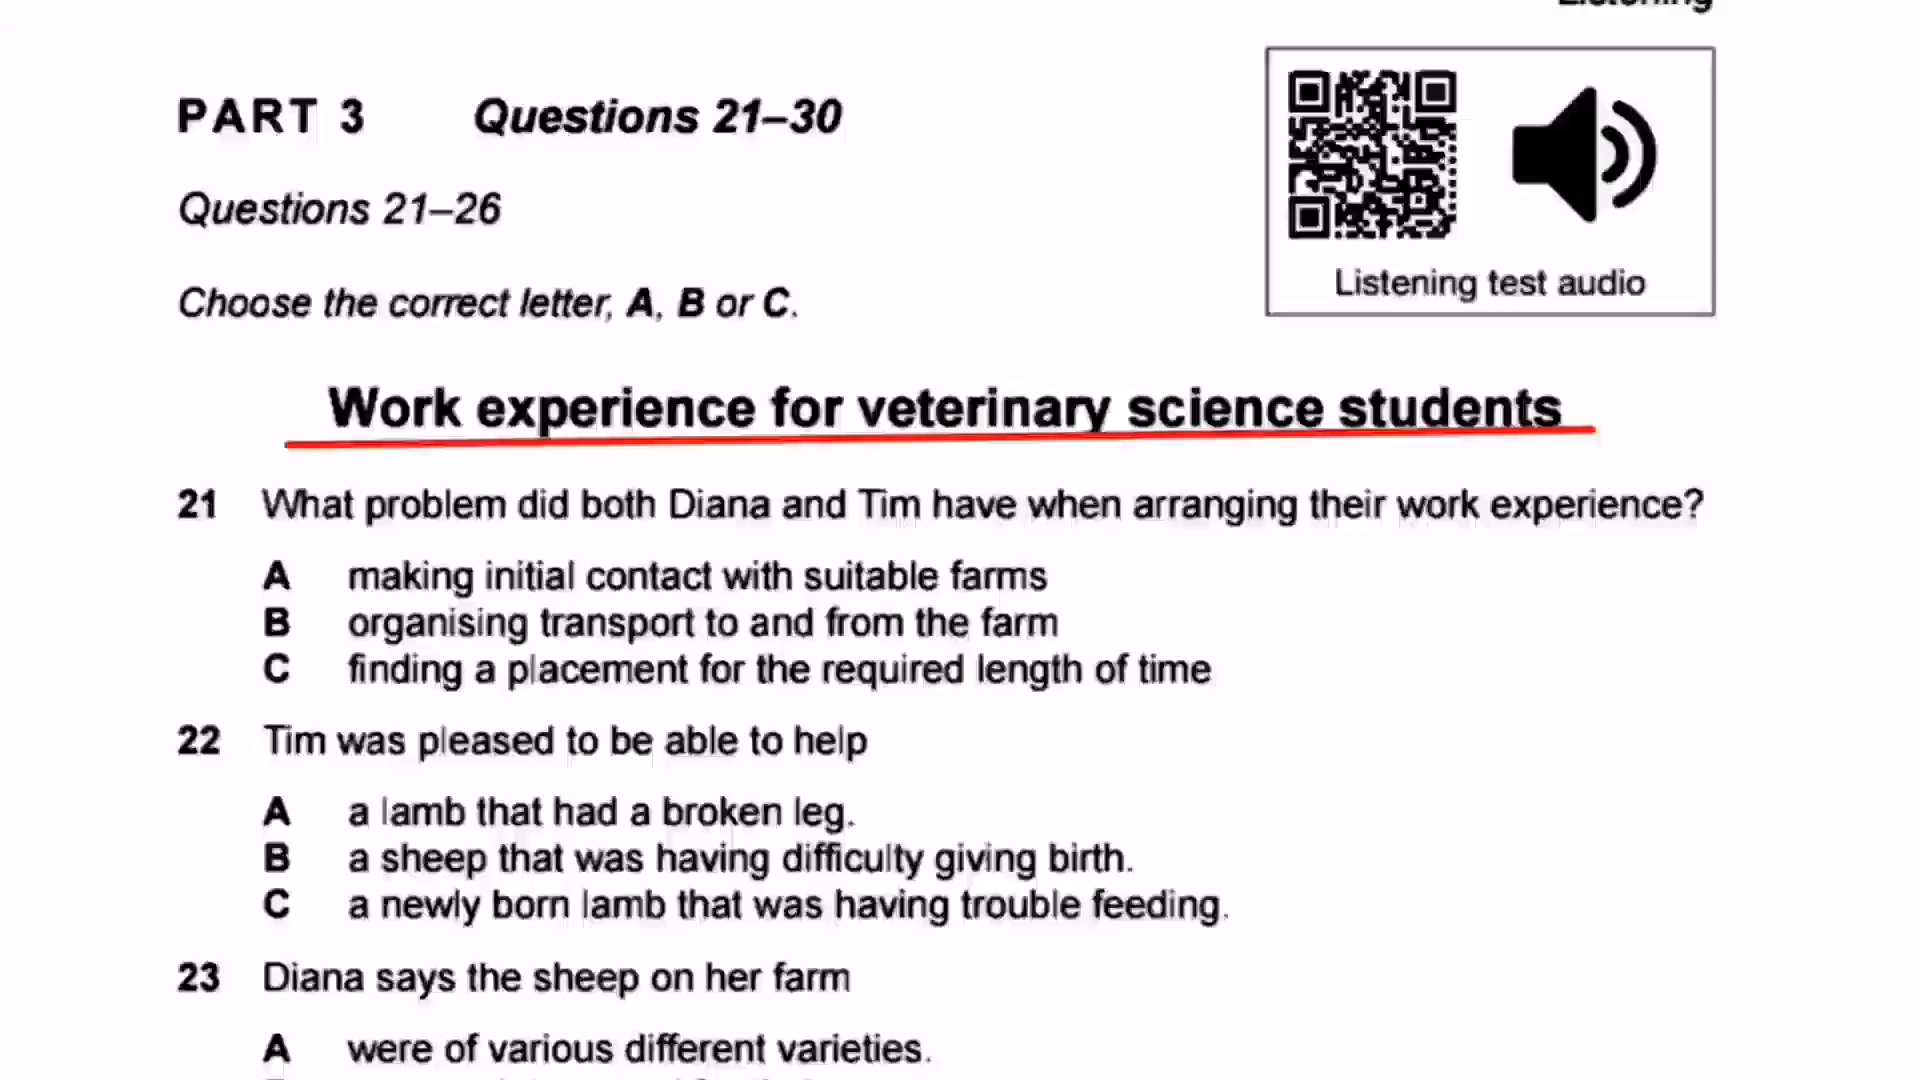 PART 3 Questions 21–30
Questions 21–26
Listening test audio
Choose the correct letter, A, B or C.
Work experience for veterinary science students
21 What problem did both Diana and Tim have when arranging their work experience?
A making initial contact with suitable farms
B organising transport to and from the farm
C finding a placement for the required length of time
22 Tim was pleased to be able to help
A a lamb that had a broken leg.
B a sheep that was having difficulty giving birth.
C a newly born lamb that was having trouble feeding.
23 Diana says the sheep on her farm
A were of various different varieties.